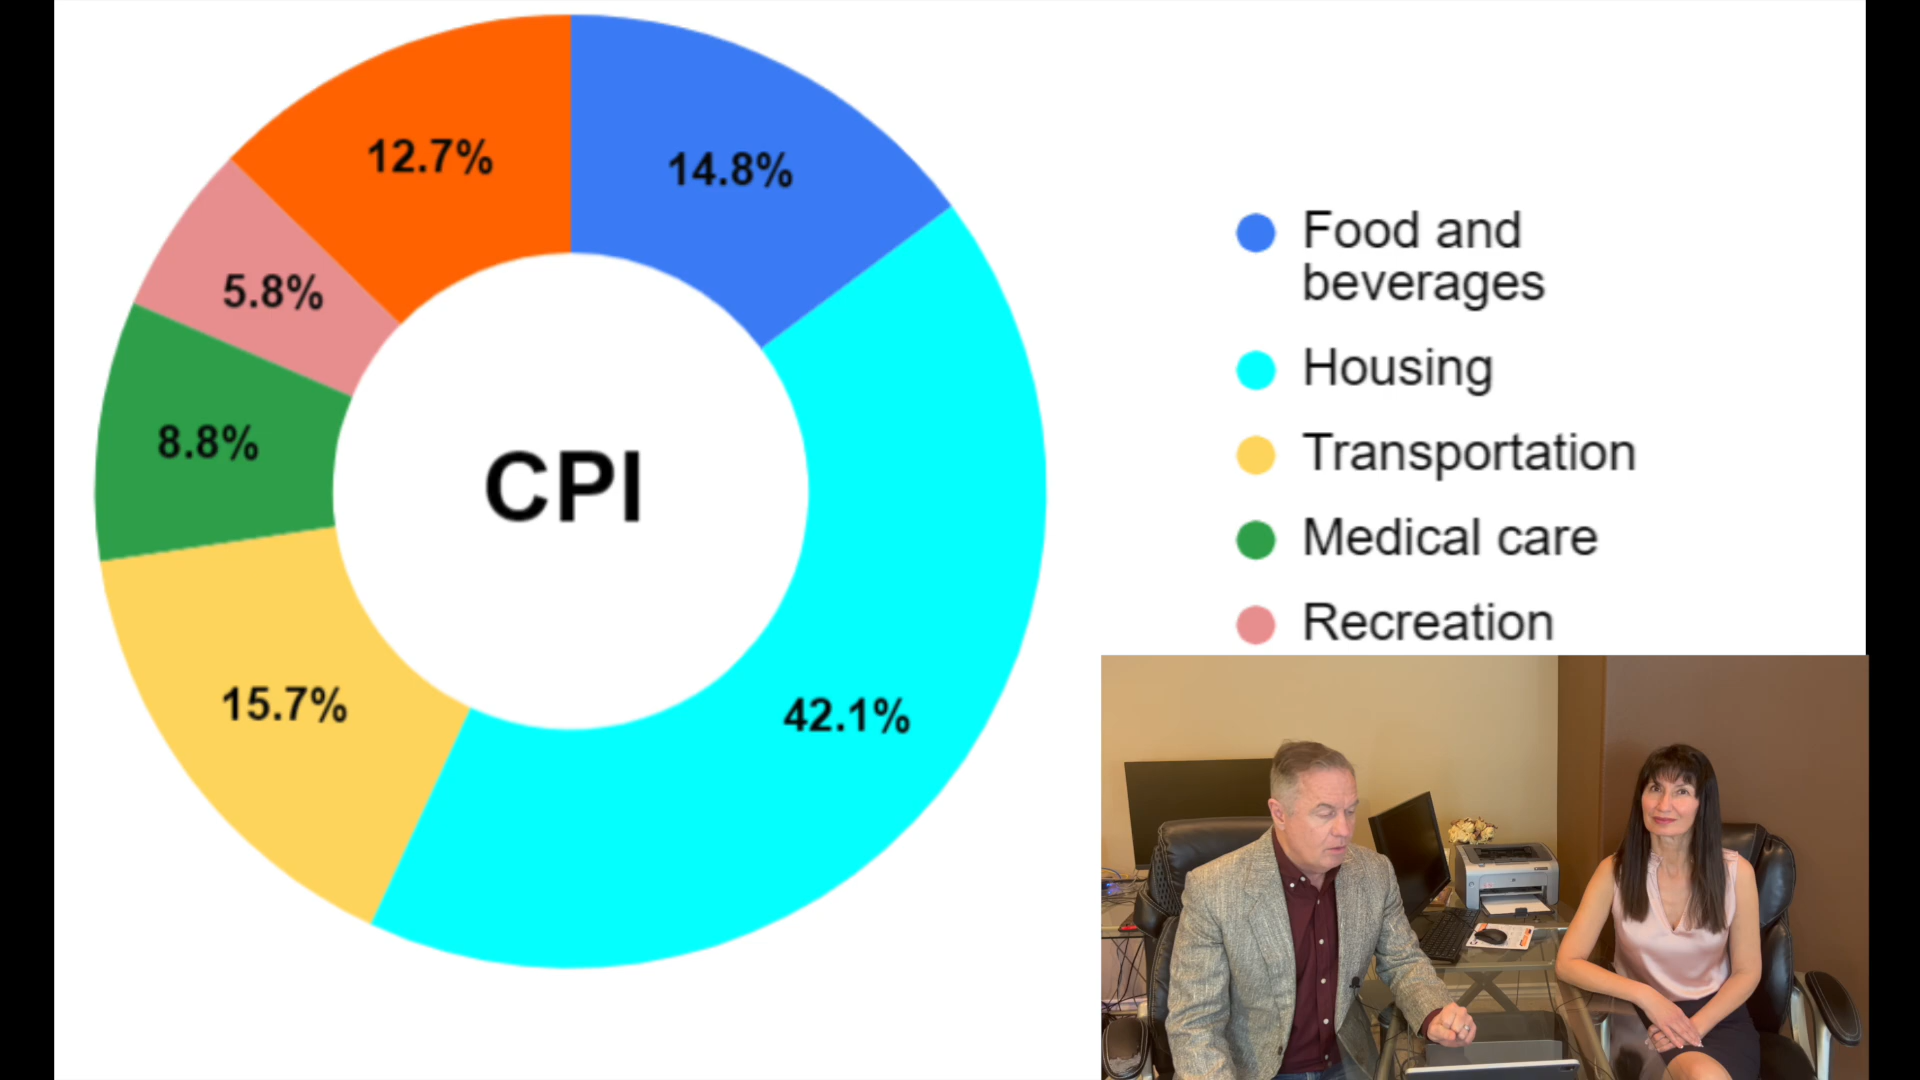 12.7%
14.8%
5.8%
8.8%
CPI
15.7%
42.1%
Food and
beverages
Housing
Transportation
Medical care
Recreation